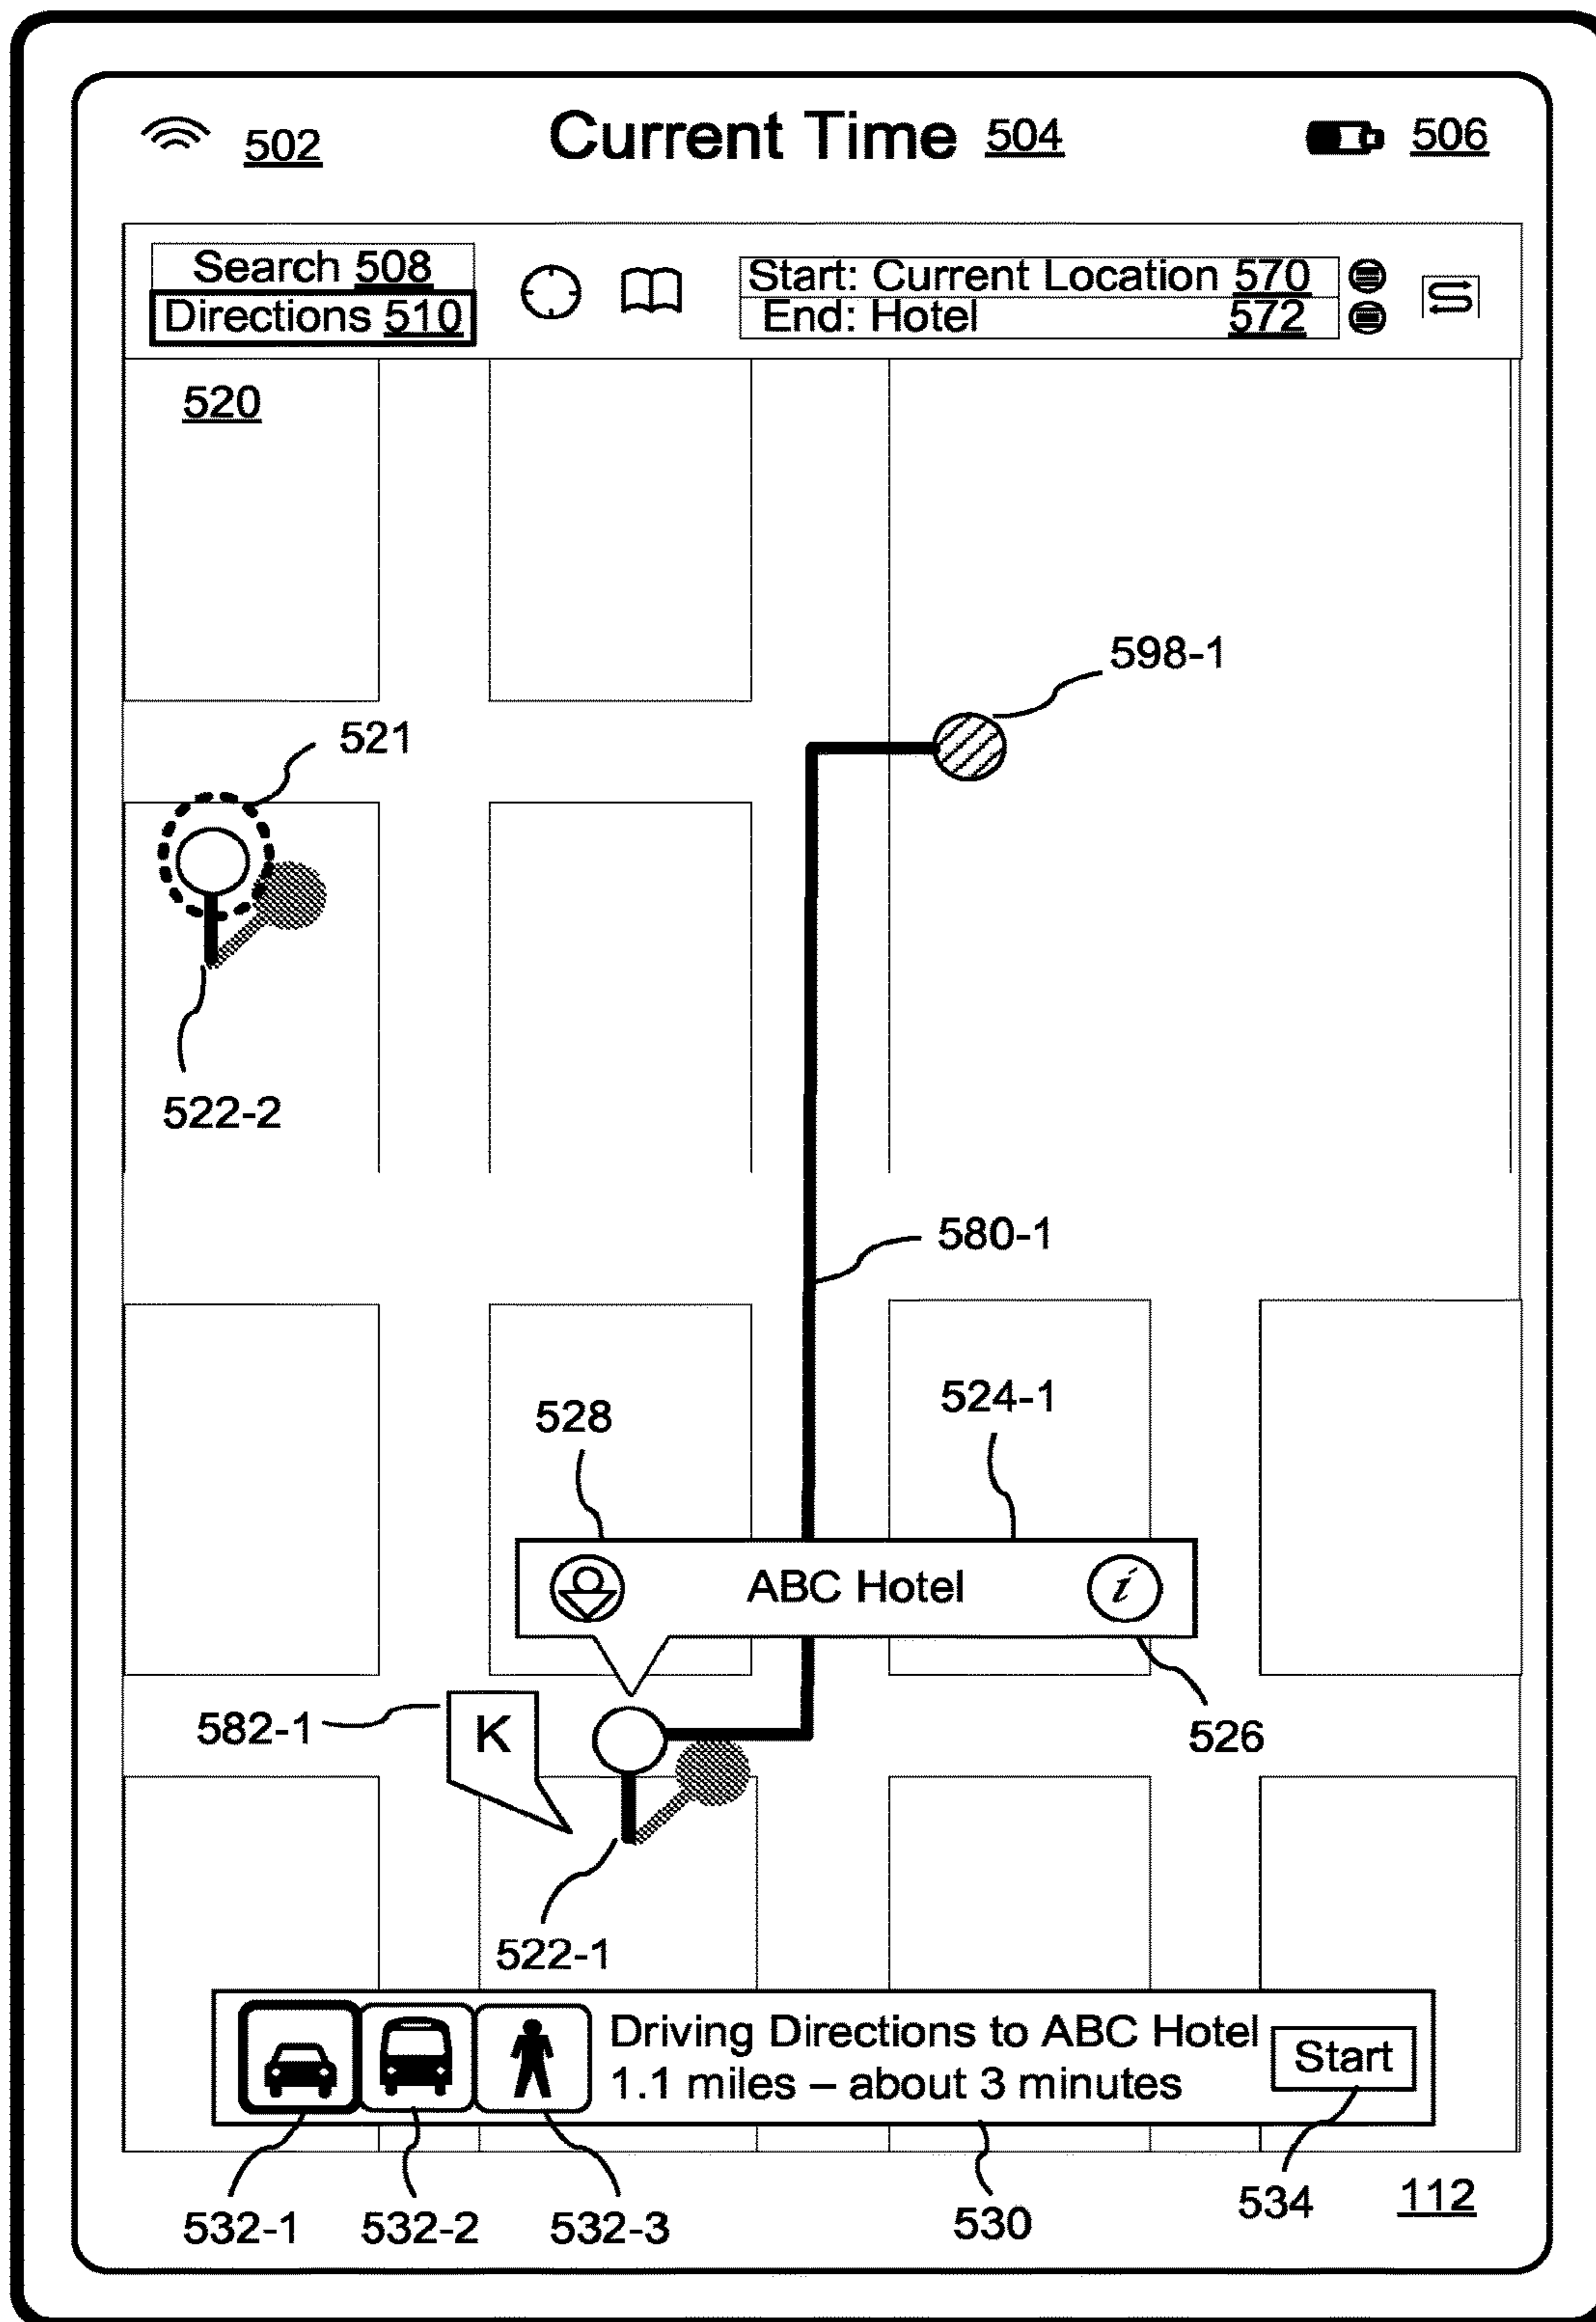 502 Current Time 504 506
Search 508
Directions 510
Start: Current Location 570
End: Hotel 572
520
598-1
521
522-2
580-1
524-1
528
ABC Hotel i
582-1
K
526
522-1
Driving Directions to ABC Hotel
1.1 miles – about 3 minutes
Start
532-1 532-2 532-3 530 534 112